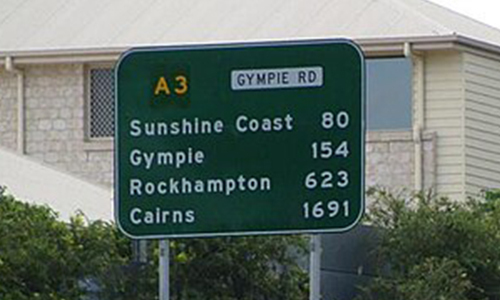 A3 GYMPIE RD
Sunshine Coast 80
Gympie 154
Rockhampton 623
Cairns 1691